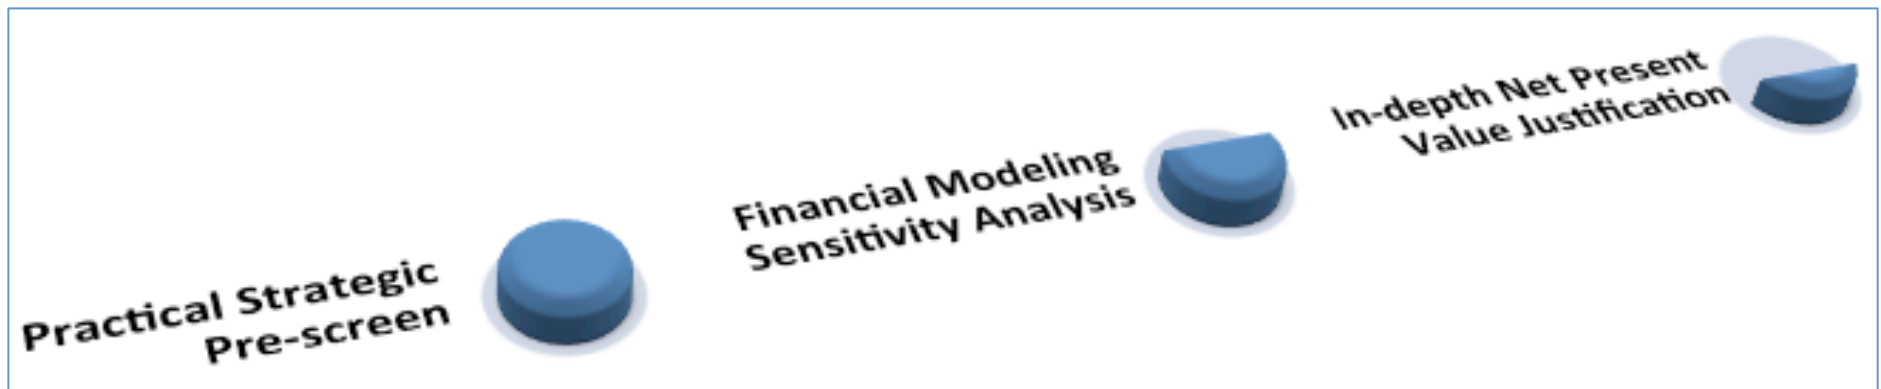 Practical Strategic
Pre-screen
Financial Modeling
Sensitivity Analysis
In-depth Net Present
Value Justification